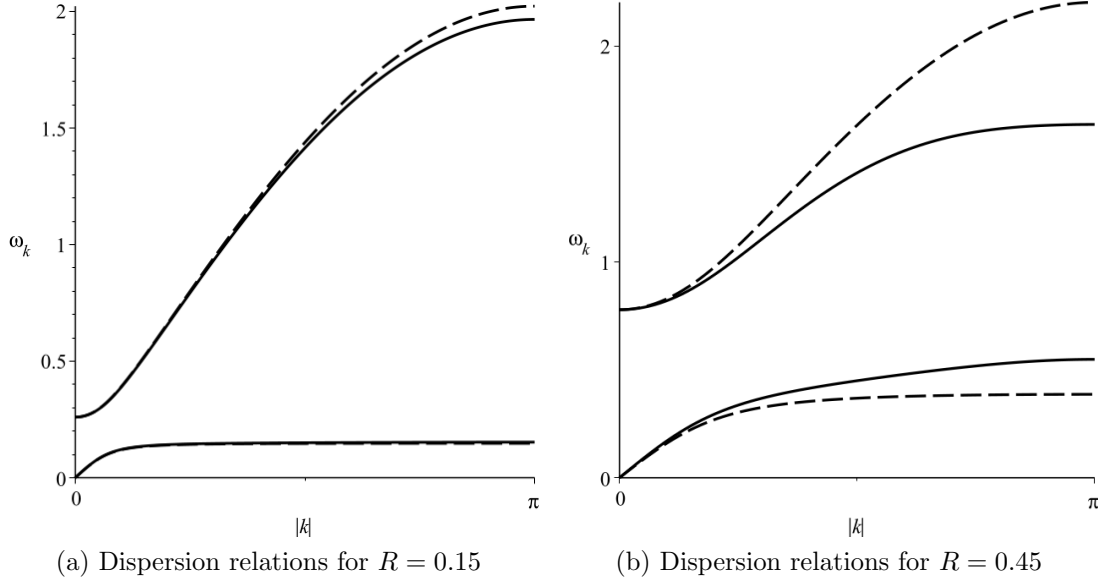 2
1.5
1
ω_k
0.5
0
0
π
|k|
(a) Dispersion relations for R = 0.15
2
ω_k
1
0
0
π
|k|
(b) Dispersion relations for R = 0.45